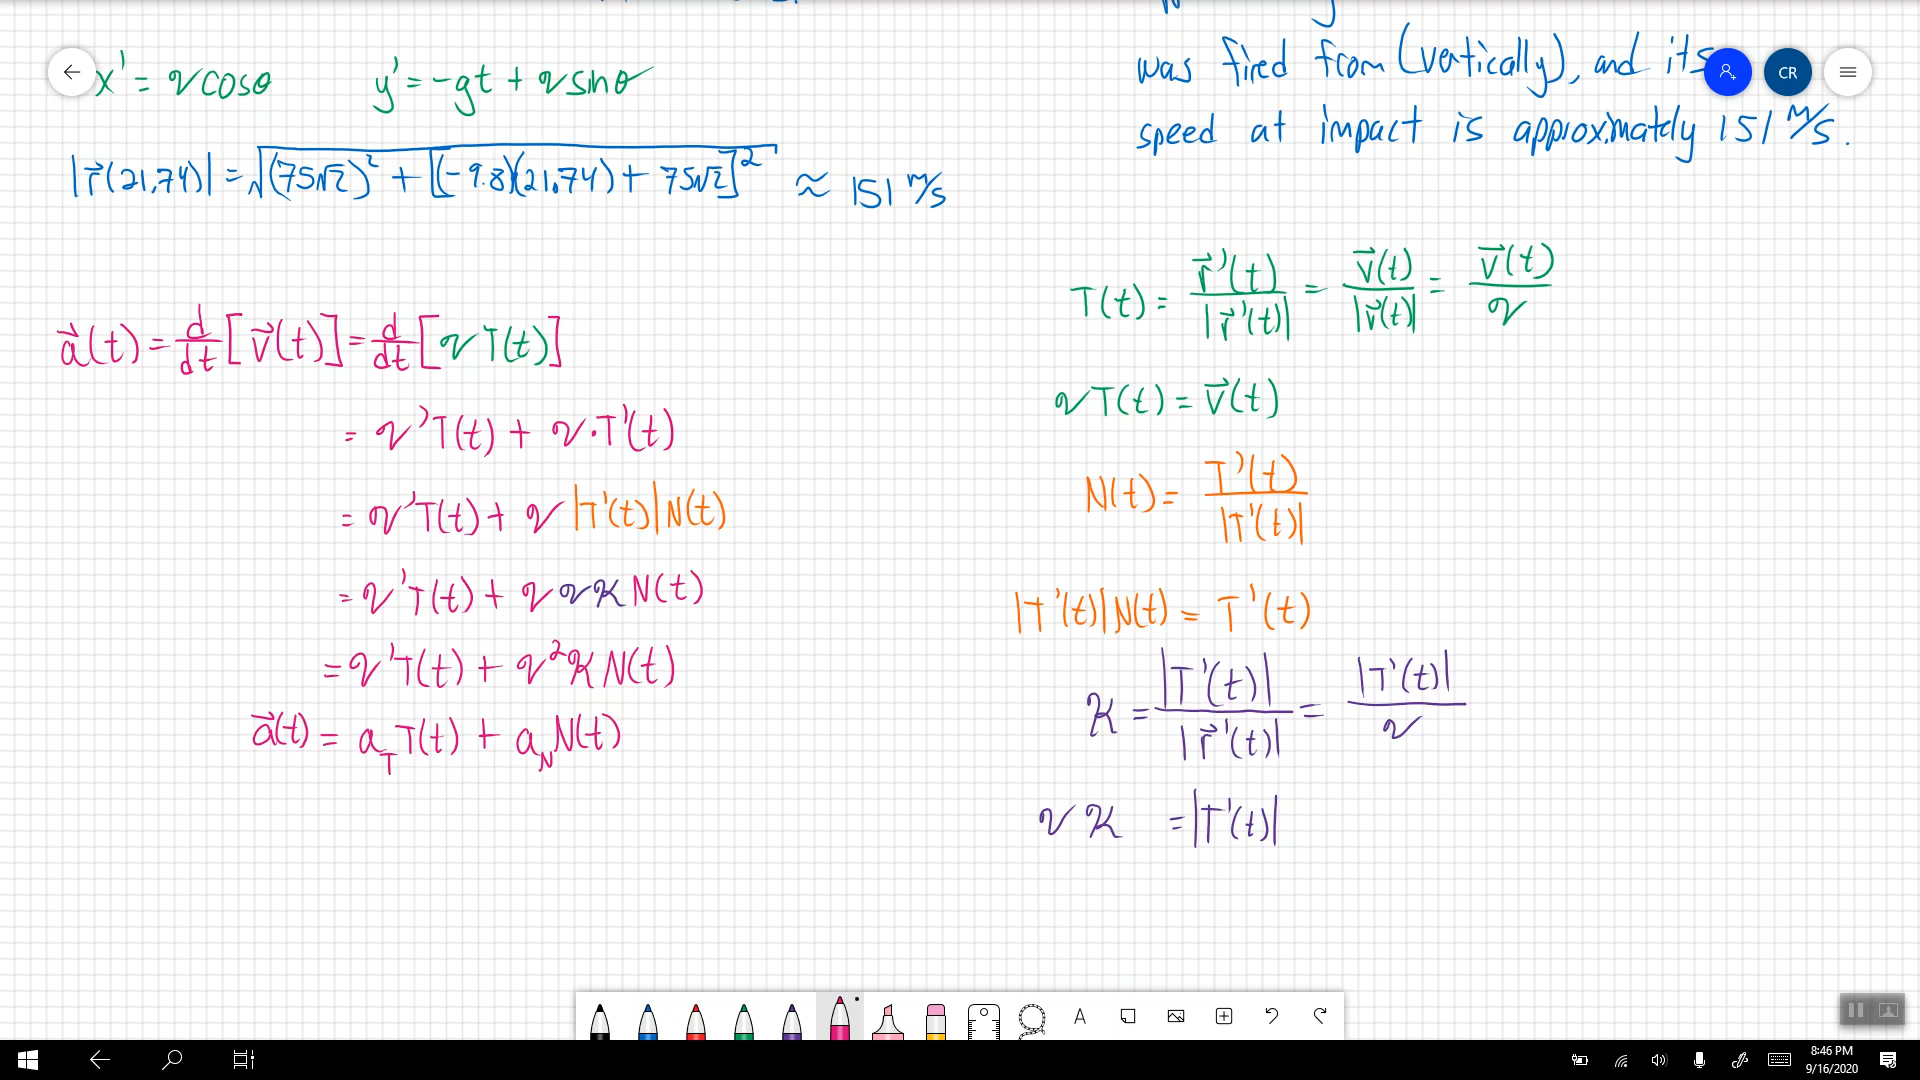 x' = v cosθ    y' = -gt + v sinθ
|r⃗(21.74)| = √((75√2)² + [(-9.8)(21.74) + 75√2]²) ≈ 151 m/s
was fired from (vertically), and its
speed at impact is approximately 151 m/s.
CR
a⃗(t) = d/dt [v⃗(t)] = d/dt [v T(t)]
= v'T(t) + v·T'(t)
= v'T(t) + v |T'(t)| N(t)
= v'T(t) + v v κ N(t)
= v'T(t) + v² κ N(t)
a⃗(t) = a_T T(t) + a_N N(t)
T(t) = r⃗'(t)/|r⃗'(t)| = v⃗(t)/|v⃗(t)| = v⃗(t)/v
v T(t) = v⃗(t)
N(t) = T'(t)/|T'(t)|
|T'(t)| N(t) = T'(t)
κ = |T'(t)|/|r⃗'(t)| = |T'(t)|/v
v κ = |T'(t)|
A
8:46 PM
9/16/2020